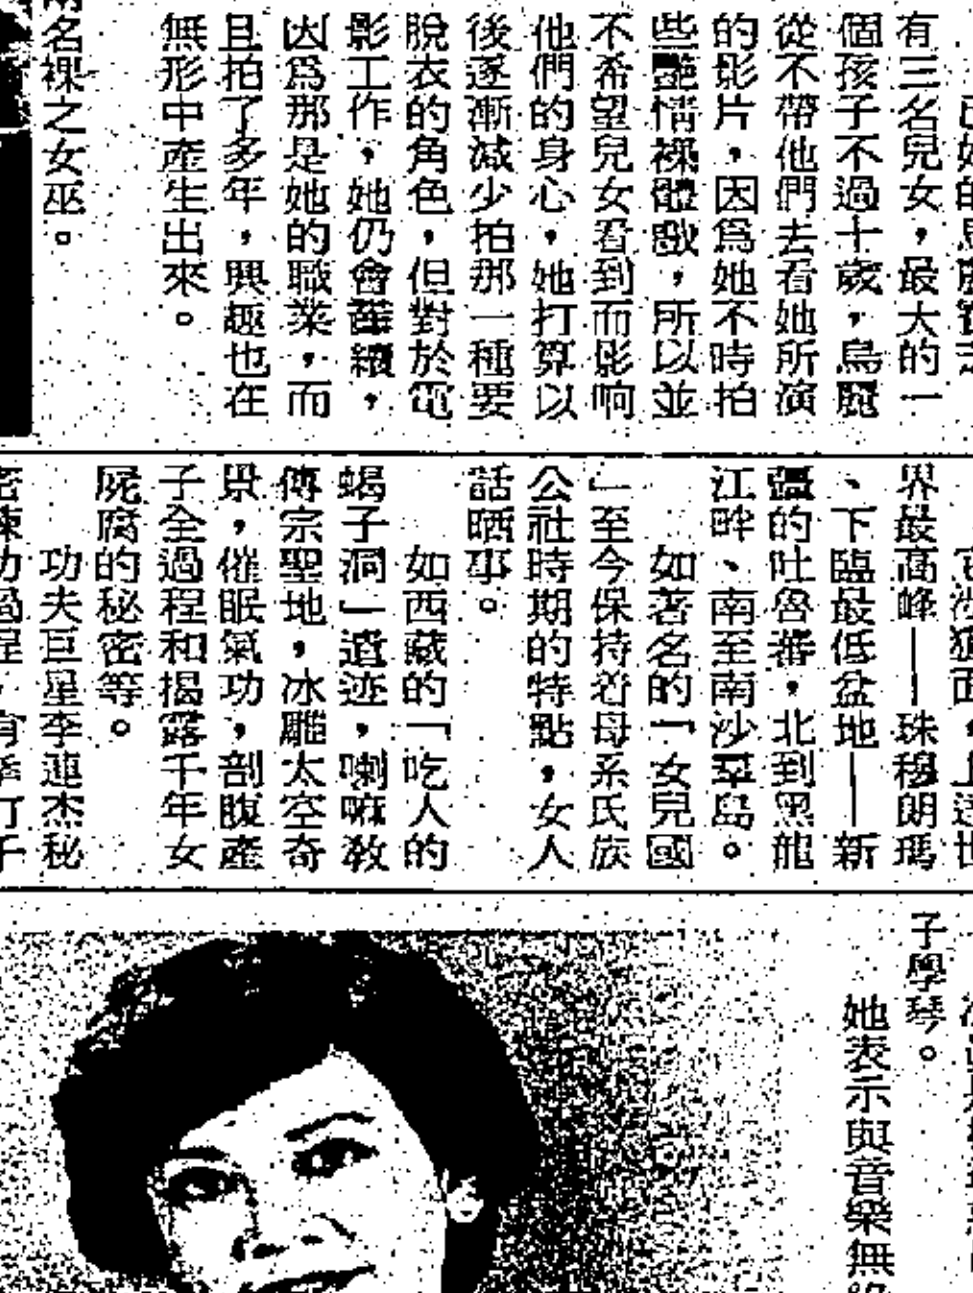 有三名兒女，最大的一
個孩子不過十歲，烏麗
從不帶他們去看她所演
的影片，因爲她不時拍
些艷情裸體戲，所以並
不希望兒女看到而影响
他們的身心，她打算以
後逐漸減少拍那一種要
脫衣的角色，但對於電
影工作，她仍會繼續，
因爲那是她的職業，而
且拍了多年，興趣也在
無形中產生出來。
名裸之女巫。
界最高峰——珠穆朗瑪
、下臨最低盆地——新
疆的吐魯番，北到黑龍
江畔、南至南沙羣島。
如著名的「女兒國
」至今保持着母系氏族
公社時期的特點，女人
話晒事。
如西藏的「吃人的
蝎子洞」遺迹，喇嘛教
傳宗聖地，冰雕太空奇
景，催眠氣功，剖腹產
子全過程和揭露千年女
屍腐的秘密等。
功夫巨星李連杰秘
子學琴。
她表示與音樂無